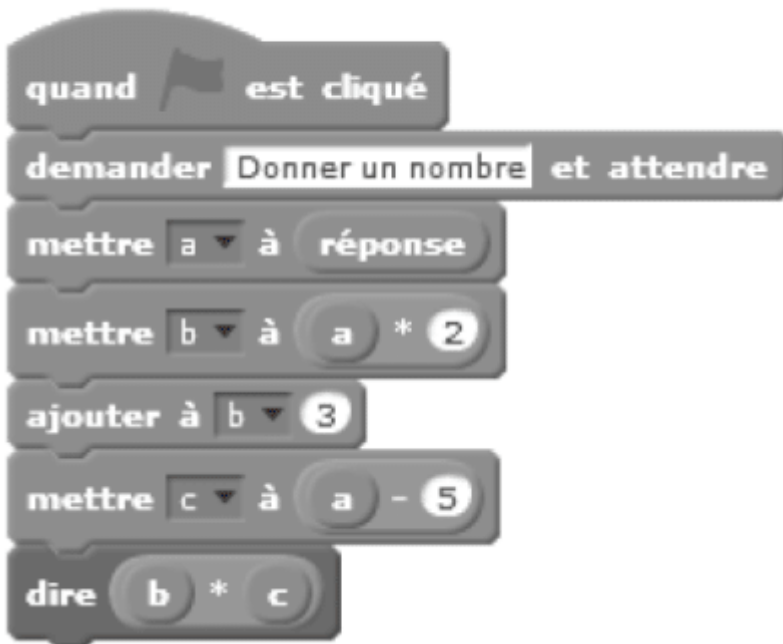 quand est cliqué
demander Donner un nombre et attendre
mettre a à réponse
mettre b à a * 2
ajouter à b 3
mettre c à a - 5
dire b * c